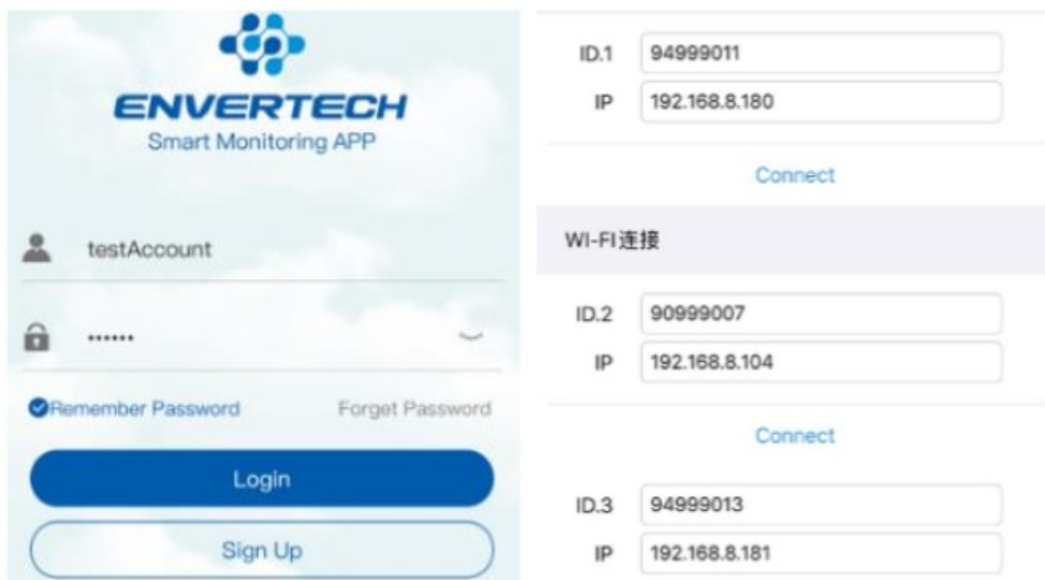 ENVERTECH
Smart Monitoring APP
testAccount
••••••
Remember Password
Forget Password
Login
Sign Up
ID.1 94999011
IP 192.168.8.180
Connect
WI-FI连接
ID.2 90999007
IP 192.168.8.104
Connect
ID.3 94999013
IP 192.168.8.181